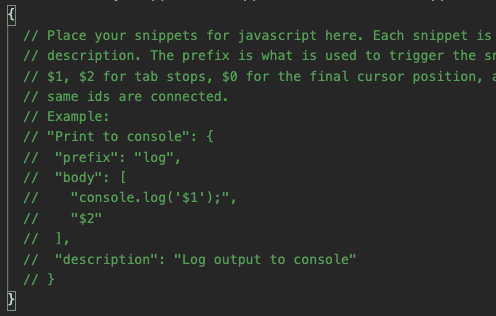 {
// Place your snippets for javascript here. Each snippet is
// description. The prefix is what is used to trigger the
// $1, $2 for tab stops, $0 for the final cursor position,
// same ids are connected.
// Example:
// "Print to console": {
//  "prefix": "log",
//  "body": [
//    "console.log('$1');",
//    "$2"
//  ],
//  "description": "Log output to console"
// }
}